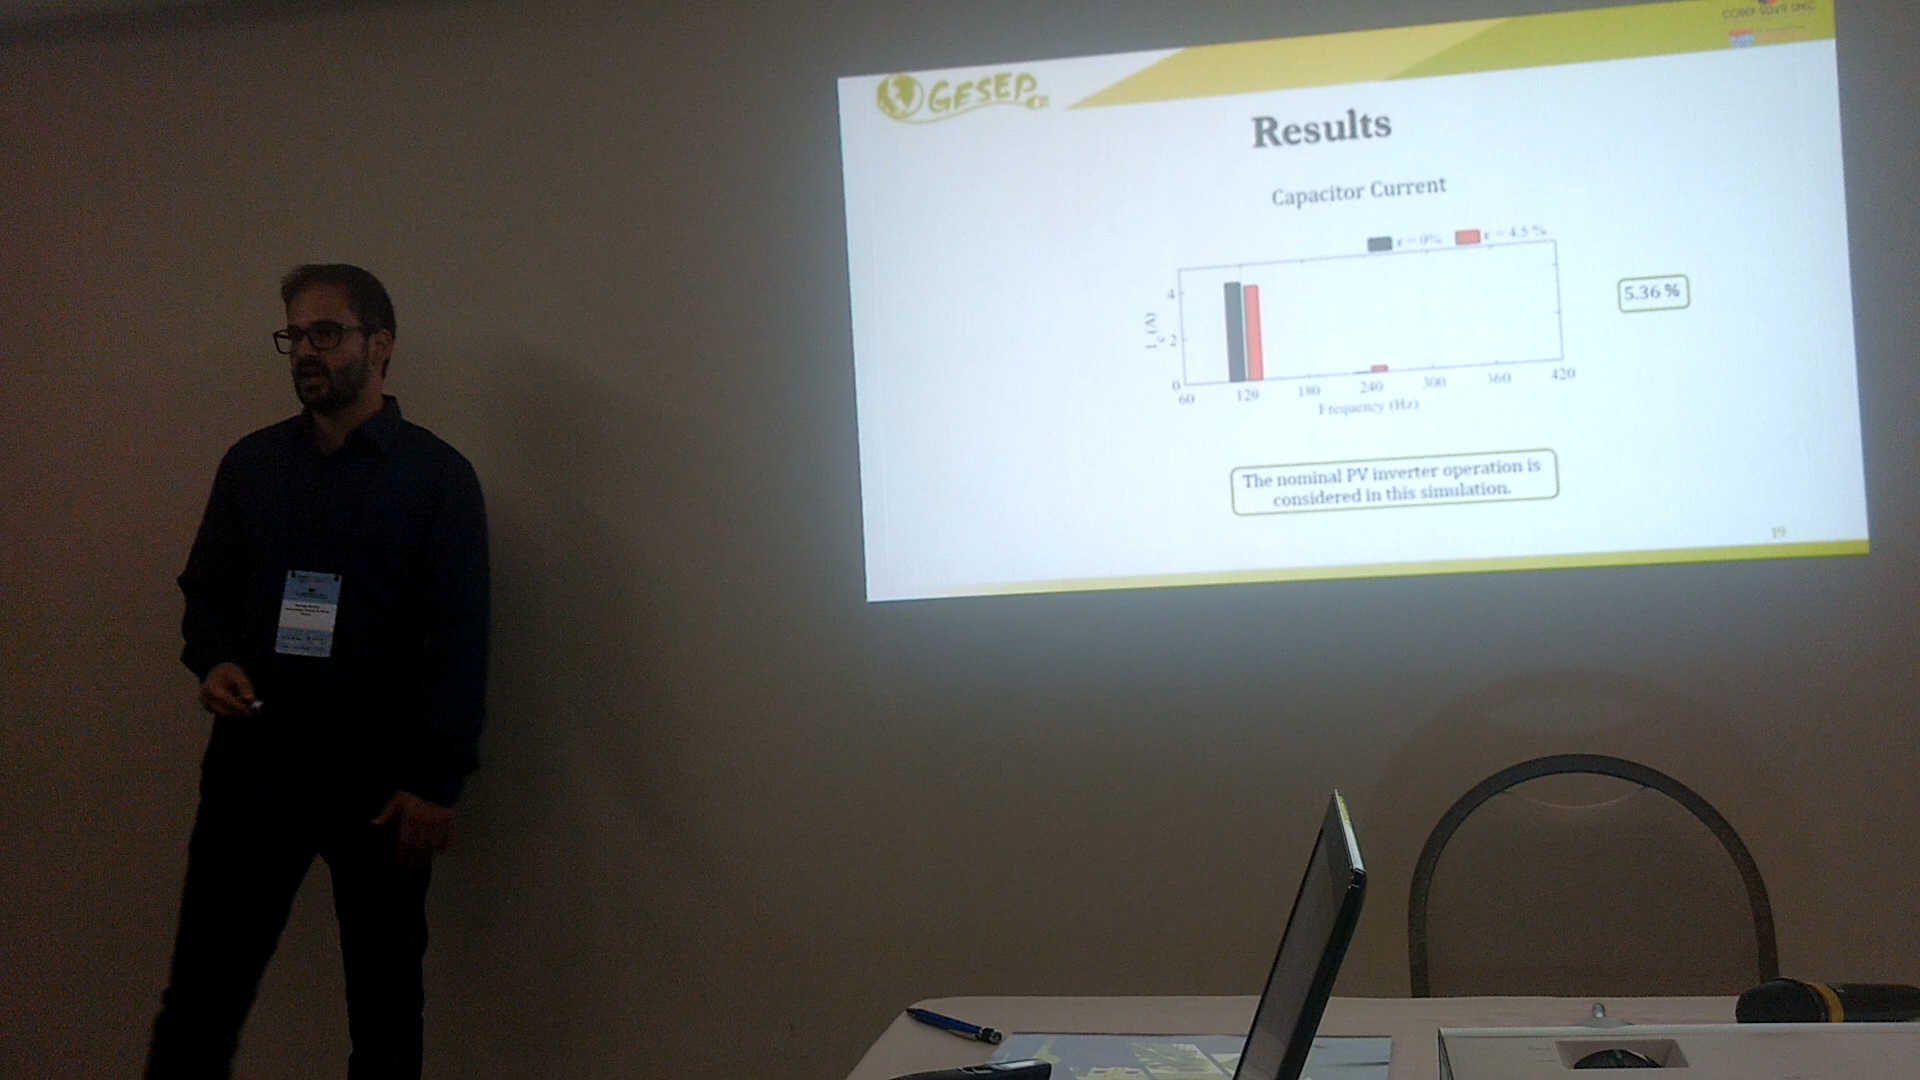 GESEP
Results
Capacitor Current
x = 0% x = 4.5 %
4
2
0
I c (A)
60 120 180 240 300 360 420
Frequency (Hz)
5.36 %
The nominal PV inverter operation is
considered in this simulation.
19